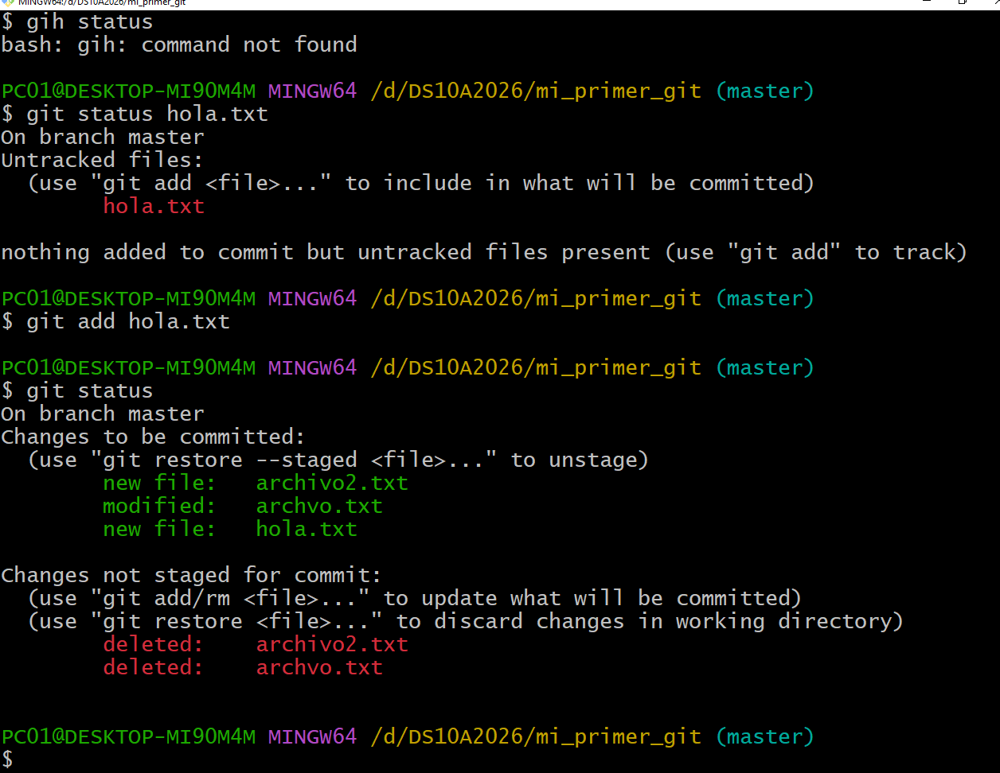 MINGW64:/d/DS10A2026/mi_primer_git
$ gih status
bash: gih: command not found
PC01@DESKTOP-MI90M4M MINGW64 /d/DS10A2026/mi_primer_git (master)
$ git status hola.txt
On branch master
Untracked files:
  (use "git add <file>..." to include in what will be committed)
        hola.txt
nothing added to commit but untracked files present (use "git add" to track)
PC01@DESKTOP-MI90M4M MINGW64 /d/DS10A2026/mi_primer_git (master)
$ git add hola.txt
PC01@DESKTOP-MI90M4M MINGW64 /d/DS10A2026/mi_primer_git (master)
$ git status
On branch master
Changes to be committed:
  (use "git restore --staged <file>..." to unstage)
        new file:   archivo2.txt
        modified:   archvo.txt
        new file:   hola.txt
Changes not staged for commit:
  (use "git add/rm <file>..." to update what will be committed)
  (use "git restore <file>..." to discard changes in working directory)
        deleted:    archivo2.txt
        deleted:    archvo.txt
PC01@DESKTOP-MI90M4M MINGW64 /d/DS10A2026/mi_primer_git (master)
$